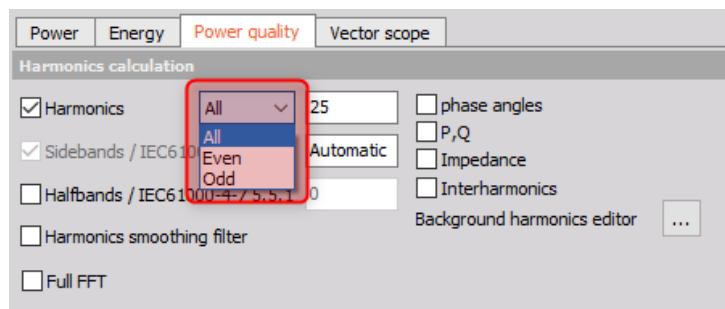 Power Energy Power quality Vector scope
Harmonics calculation
Harmonics All 25 phase angles
All
Even
Odd
P,Q
Sidebands / IEC61 Automatic Impedance
Halfbands / IEC61000-4-7 5.5.1 0 Interharmonics
Background harmonics editor ...
Harmonics smoothing filter
Full FFT